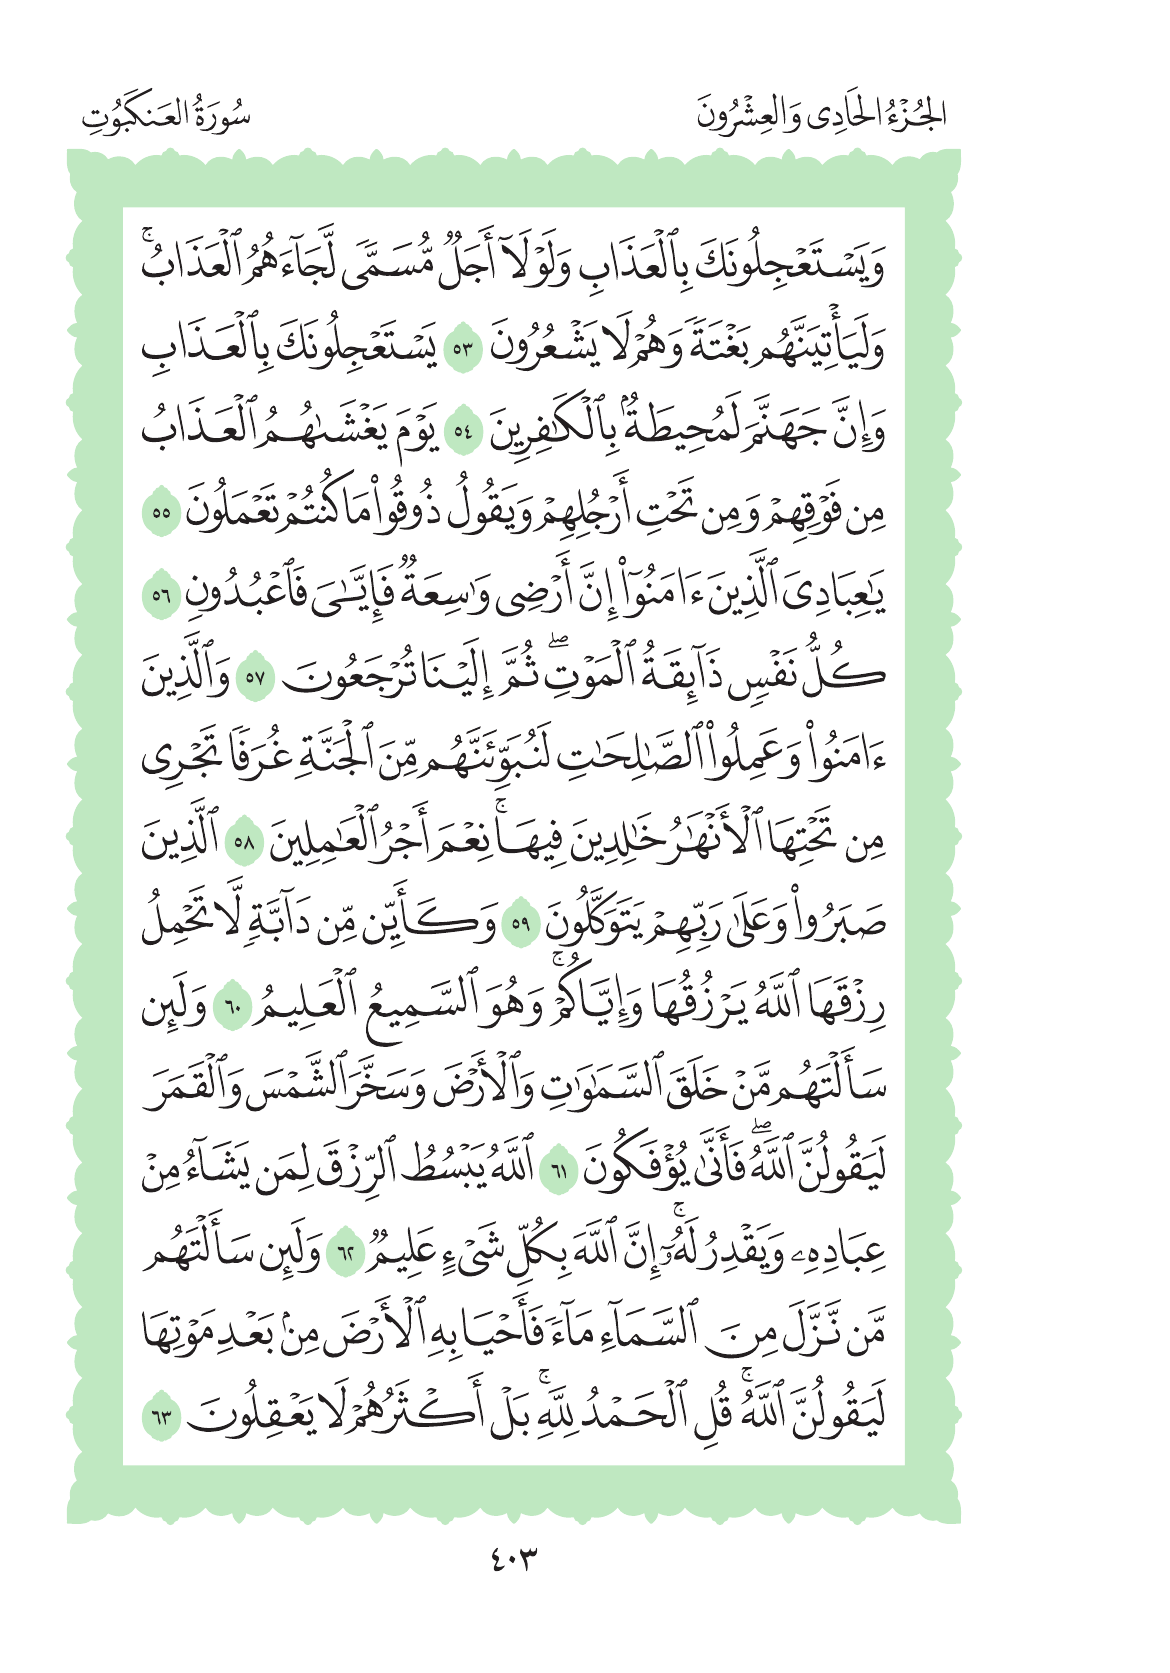 الجُزْءُ الحَادِى وَالعِشْرُونَ
سُورَةُ العَنكَبُوتِ
وَيَسْتَعْجِلُونَكَ بِٱلْعَذَابِ وَلَوْلَآ أَجَلٌ مُّسَمًّى لَّجَآءَهُمُ ٱلْعَذَابُۚ
وَلَيَأْتِيَنَّهُم بَغْتَةً وَهُمْ لَا يَشْعُرُونَ ٥٣ يَسْتَعْجِلُونَكَ بِٱلْعَذَابِ
وَإِنَّ جَهَنَّمَ لَمُحِيطَةٌۢ بِٱلْكَٰفِرِينَ ٥٤ يَوْمَ يَغْشَىٰهُمُ ٱلْعَذَابُ
مِن فَوْقِهِمْ وَمِن تَحْتِ أَرْجُلِهِمْ وَيَقُولُ ذُوقُوا۟ مَا كُنتُمْ تَعْمَلُونَ ٥٥
يَٰعِبَادِىَ ٱلَّذِينَ ءَامَنُوٓا۟ إِنَّ أَرْضِى وَٰسِعَةٌ فَإِيَّٰىَ فَٱعْبُدُونِ ٥٦
كُلُّ نَفْسٍ ذَآئِقَةُ ٱلْمَوْتِۖ ثُمَّ إِلَيْنَا تُرْجَعُونَ ٥٧ وَٱلَّذِينَ
ءَامَنُوا۟ وَعَمِلُوا۟ ٱلصَّٰلِحَٰتِ لَنُبَوِّئَنَّهُم مِّنَ ٱلْجَنَّةِ غُرَفًا تَجْرِى
مِن تَحْتِهَا ٱلْأَنْهَٰرُ خَٰلِدِينَ فِيهَاۚ نِعْمَ أَجْرُ ٱلْعَٰمِلِينَ ٥٨ ٱلَّذِينَ
صَبَرُوا۟ وَعَلَىٰ رَبِّهِمْ يَتَوَكَّلُونَ ٥٩ وَكَأَيِّن مِّن دَآبَّةٍ لَّا تَحْمِلُ
رِزْقَهَا ٱللَّهُ يَرْزُقُهَا وَإِيَّاكُمْۚ وَهُوَ ٱلسَّمِيعُ ٱلْعَلِيمُ ٦٠ وَلَئِن
سَأَلْتَهُم مَّنْ خَلَقَ ٱلسَّمَٰوَٰتِ وَٱلْأَرْضَ وَسَخَّرَ ٱلشَّمْسَ وَٱلْقَمَرَ
لَيَقُولُنَّ ٱللَّهُۖ فَأَنَّىٰ يُؤْفَكُونَ ٦١ ٱللَّهُ يَبْسُطُ ٱلرِّزْقَ لِمَن يَشَآءُ مِنْ
عِبَادِهِۦ وَيَقْدِرُ لَهُۥٓۚ إِنَّ ٱللَّهَ بِكُلِّ شَىْءٍ عَلِيمٌ ٦٢ وَلَئِن سَأَلْتَهُم
مَّن نَّزَّلَ مِنَ ٱلسَّمَآءِ مَآءً فَأَحْيَا بِهِ ٱلْأَرْضَ مِنۢ بَعْدِ مَوْتِهَا
لَيَقُولُنَّ ٱللَّهُۚ قُلِ ٱلْحَمْدُ لِلَّهِۚ بَلْ أَكْثَرُهُمْ لَا يَعْقِلُونَ ٦٣
٤٠٣